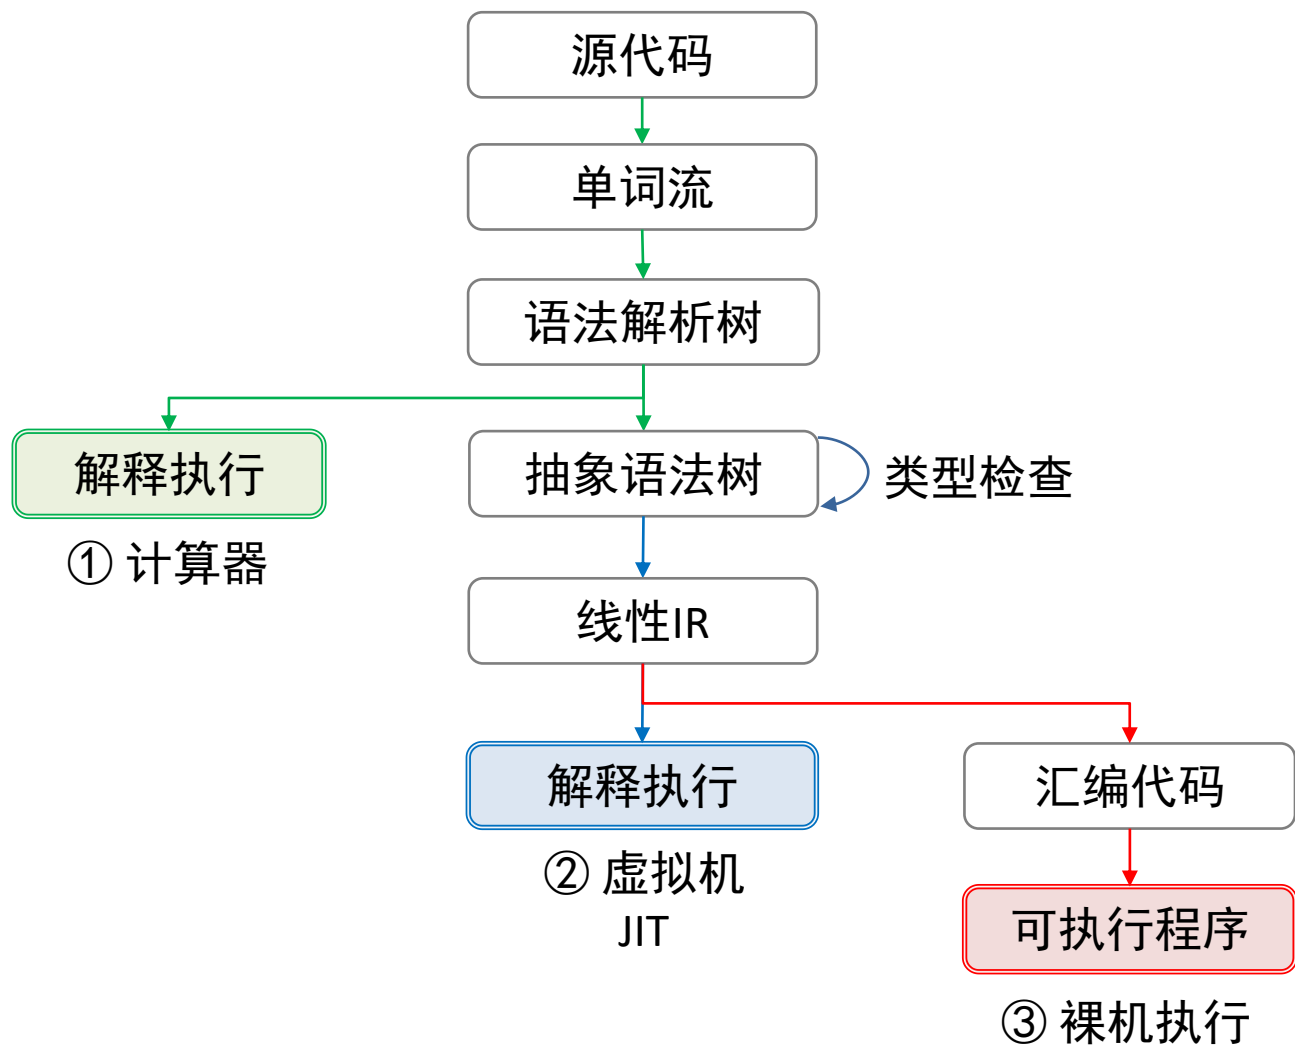 源代码
单词流
语法解析树
解释执行
抽象语法树
类型检查
① 计算器
线性IR
解释执行
汇编代码
② 虚拟机
JIT
可执行程序
③ 裸机执行